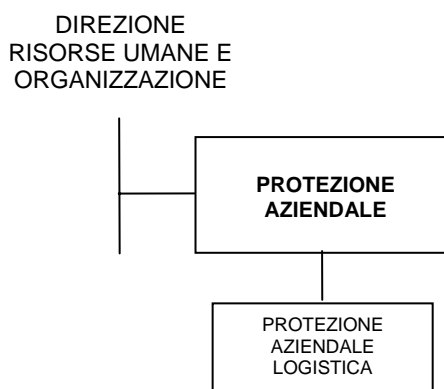 DIREZIONE
RISORSE UMANE E
ORGANIZZAZIONE
PROTEZIONE
AZIENDALE
PROTEZIONE
AZIENDALE
LOGISTICA